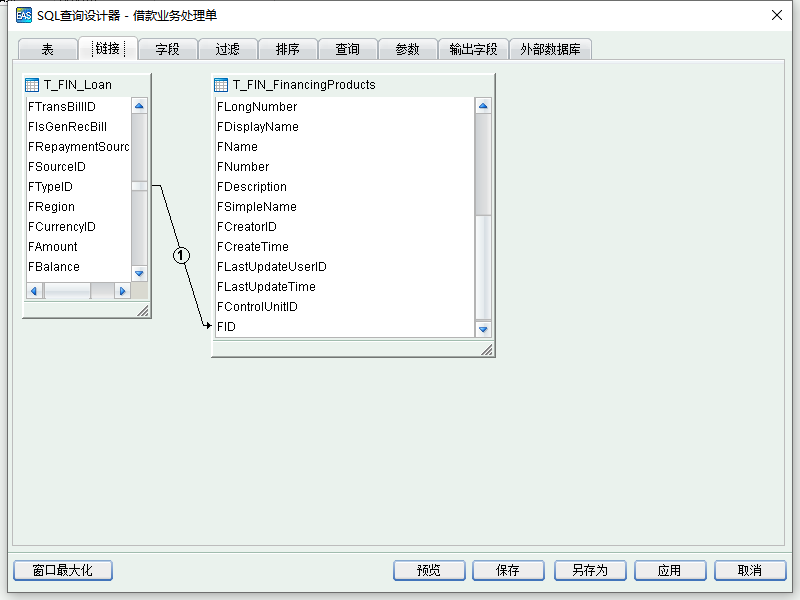 EAS SQL查询设计器 - 借款业务处理单
表 链接 字段 过滤 排序 查询 参数 输出字段 外部数据库
T_FIN_Loan
FTransBillID
FIsGenRecBill
FRepaymentSourc
FSourceID
FTypeID
FRegion
FCurrencyID
FAmount
FBalance
1
T_FIN_FinancingProducts
FLongNumber
FDisplayName
FName
FNumber
FDescription
FSimpleName
FCreatorID
FCreateTime
FLastUpdateUserID
FLastUpdateTime
FControlUnitID
FID
窗口最大化 预览 保存 另存为 应用 取消